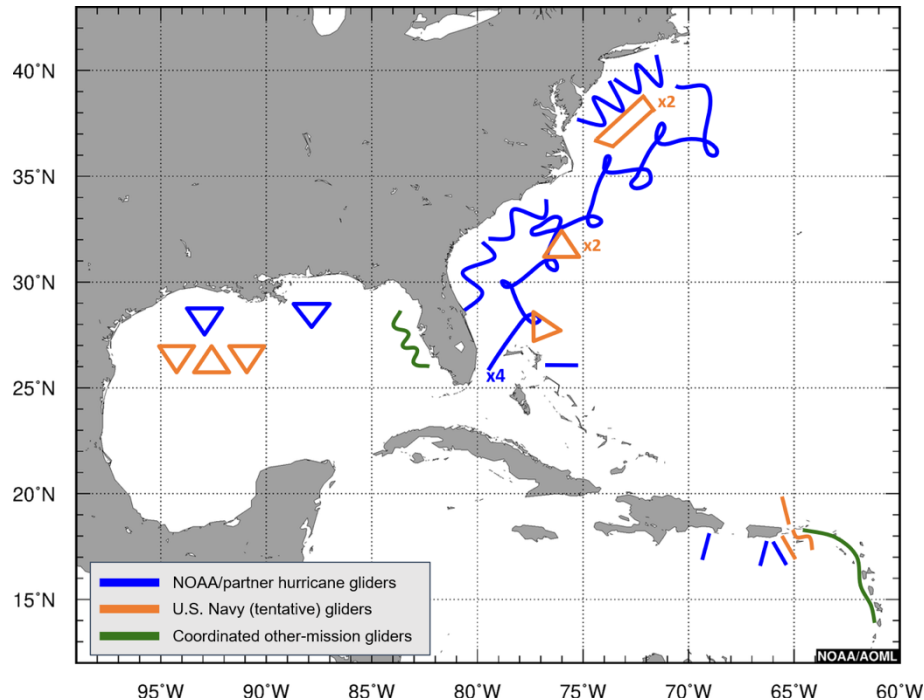 40°N
35°N
30°N
25°N
20°N
15°N
x2
x2
x4
NOAA/partner hurricane gliders
U.S. Navy (tentative) gliders
Coordinated other-mission gliders
NOAA/AOML
95°W 90°W 85°W 80°W 75°W 70°W 65°W 60°W